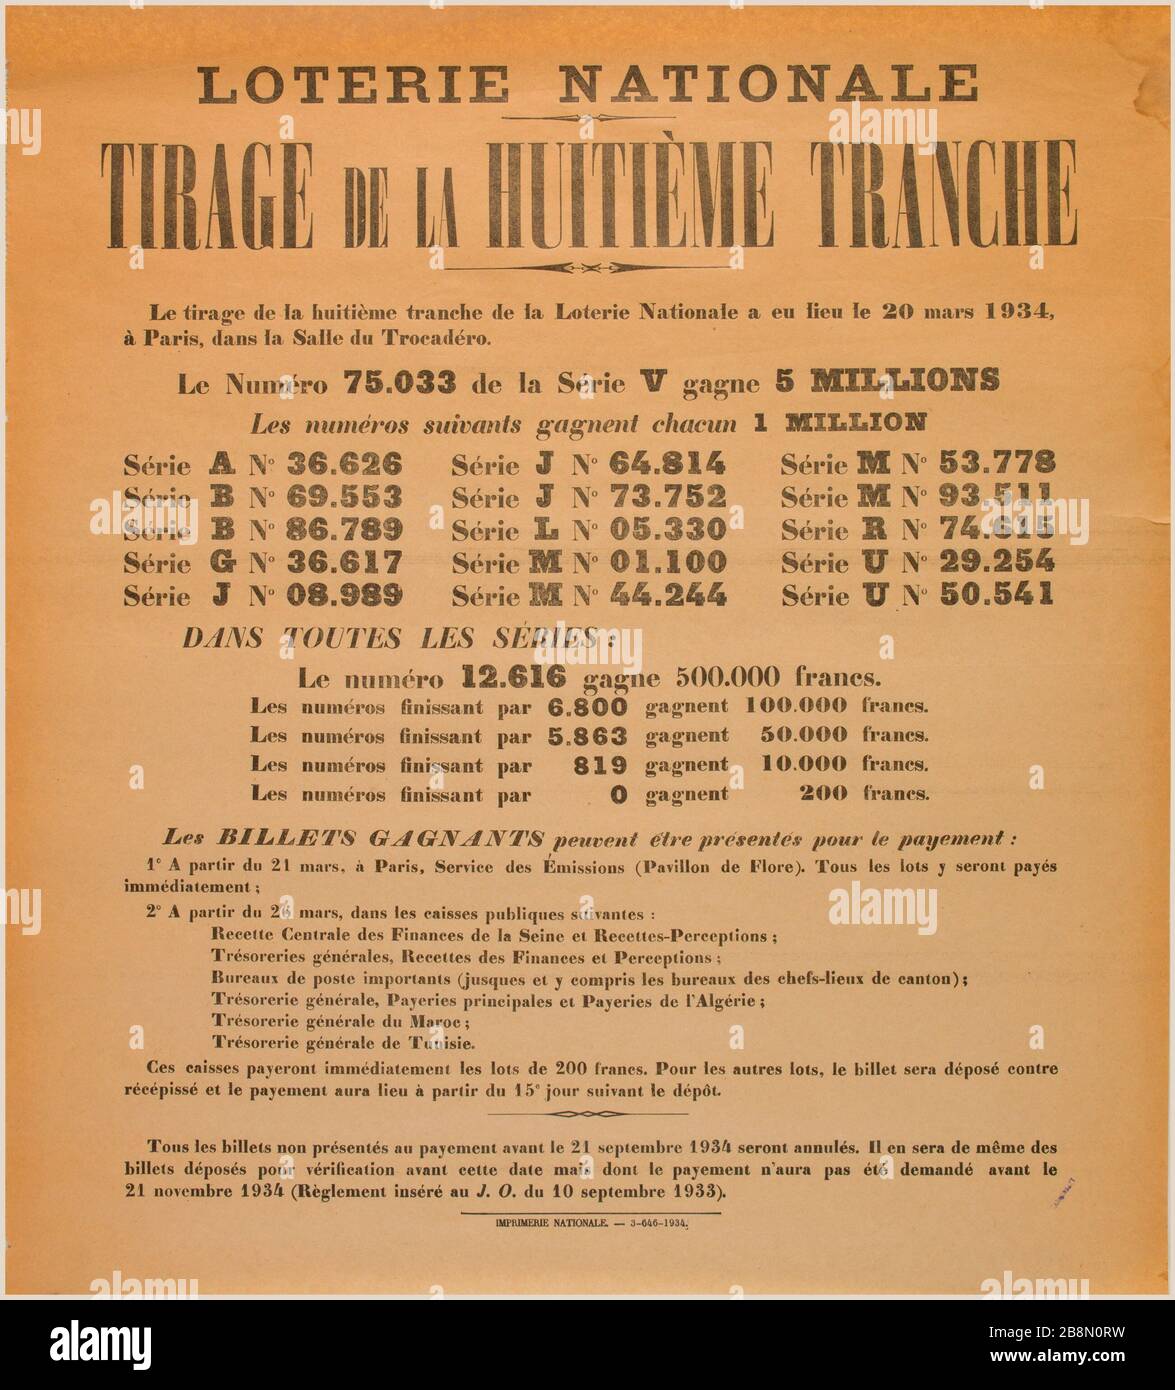 LOTERIE NATIONALE
TIRAGE DE LA HUITIÈME TRANCHE
Le tirage de la huitième tranche de la Loterie Nationale a eu lieu le 20 mars 1934,
à Paris, dans la Salle du Trocadéro.
Le Numéro 75.033 de la Série V gagne 5 MILLIONS
Les numéros suivants gagnent chacun 1 MILLION
Série A N° 36.626 Série J N° 64.814 Série M N° 53.778
Série B N° 69.553 Série J N° 73.752 Série M N° 93.511
Série B N° 86.789 Série L N° 05.330 Série R N° 74.615
Série G N° 36.617 Série M N° 01.100 Série U N° 29.254
Série J N° 08.989 Série M N° 44.244 Série U N° 50.541
DANS TOUTES LES SÉRIES :
Le numéro 12.616 gagne 500.000 francs.
Les numéros finissant par 6.800 gagnent 100.000 francs.
Les numéros finissant par 5.863 gagnent 50.000 francs.
Les numéros finissant par 819 gagnent 10.000 francs.
Les numéros finissant par 0 gagnent 200 francs.
Les BILLETS GAGNANTS peuvent être présentés pour le payement :
1° A partir du 21 mars, à Paris, Service des Émissions (Pavillon de Flore). Tous les lots y seront payés
immédiatement ;
2° A partir du 26 mars, dans les caisses publiques suivantes :
Recette Centrale des Finances de la Seine et Recettes-Perceptions ;
Trésoreries générales, Recettes des Finances et Perceptions ;
Bureaux de poste importants (jusques et y compris les bureaux des chefs-lieux de canton) ;
Trésorerie générale, Payeries principales et Payeries de l'Algérie ;
Trésorerie générale du Maroc ;
Trésorerie générale de Tunisie.
Ces caisses payeront immédiatement les lots de 200 francs. Pour les autres lots, le billet sera déposé contre
récépissé et le payement aura lieu à partir du 15e jour suivant le dépôt.
Tous les billets non présentés au payement avant le 21 septembre 1934 seront annulés. Il en sera de même des
billets déposés pour vérification avant cette date mais dont le payement n'aura pas été demandé avant le
21 novembre 1934 (Règlement inséré au J. O. du 10 septembre 1933).
IMPRIMERIE NATIONALE. — 3-646-1934.
alamy
Image ID: 2B8N0RW
www.alamy.com